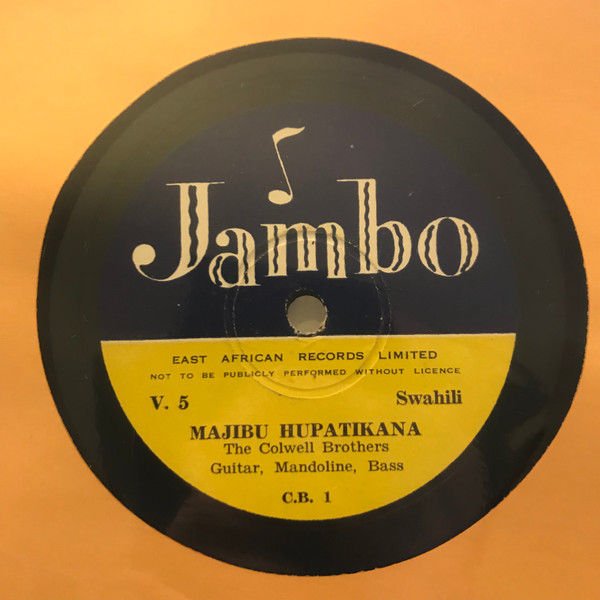 Jambo
EAST AFRICAN RECORDS LIMITED
NOT TO BE PUBLICLY PERFORMED WITHOUT LICENCE
V. 5 Swahili
MAJIBU HUPATIKANA
The Colwell Brothers
Guitar, Mandoline, Bass
C.B. 1